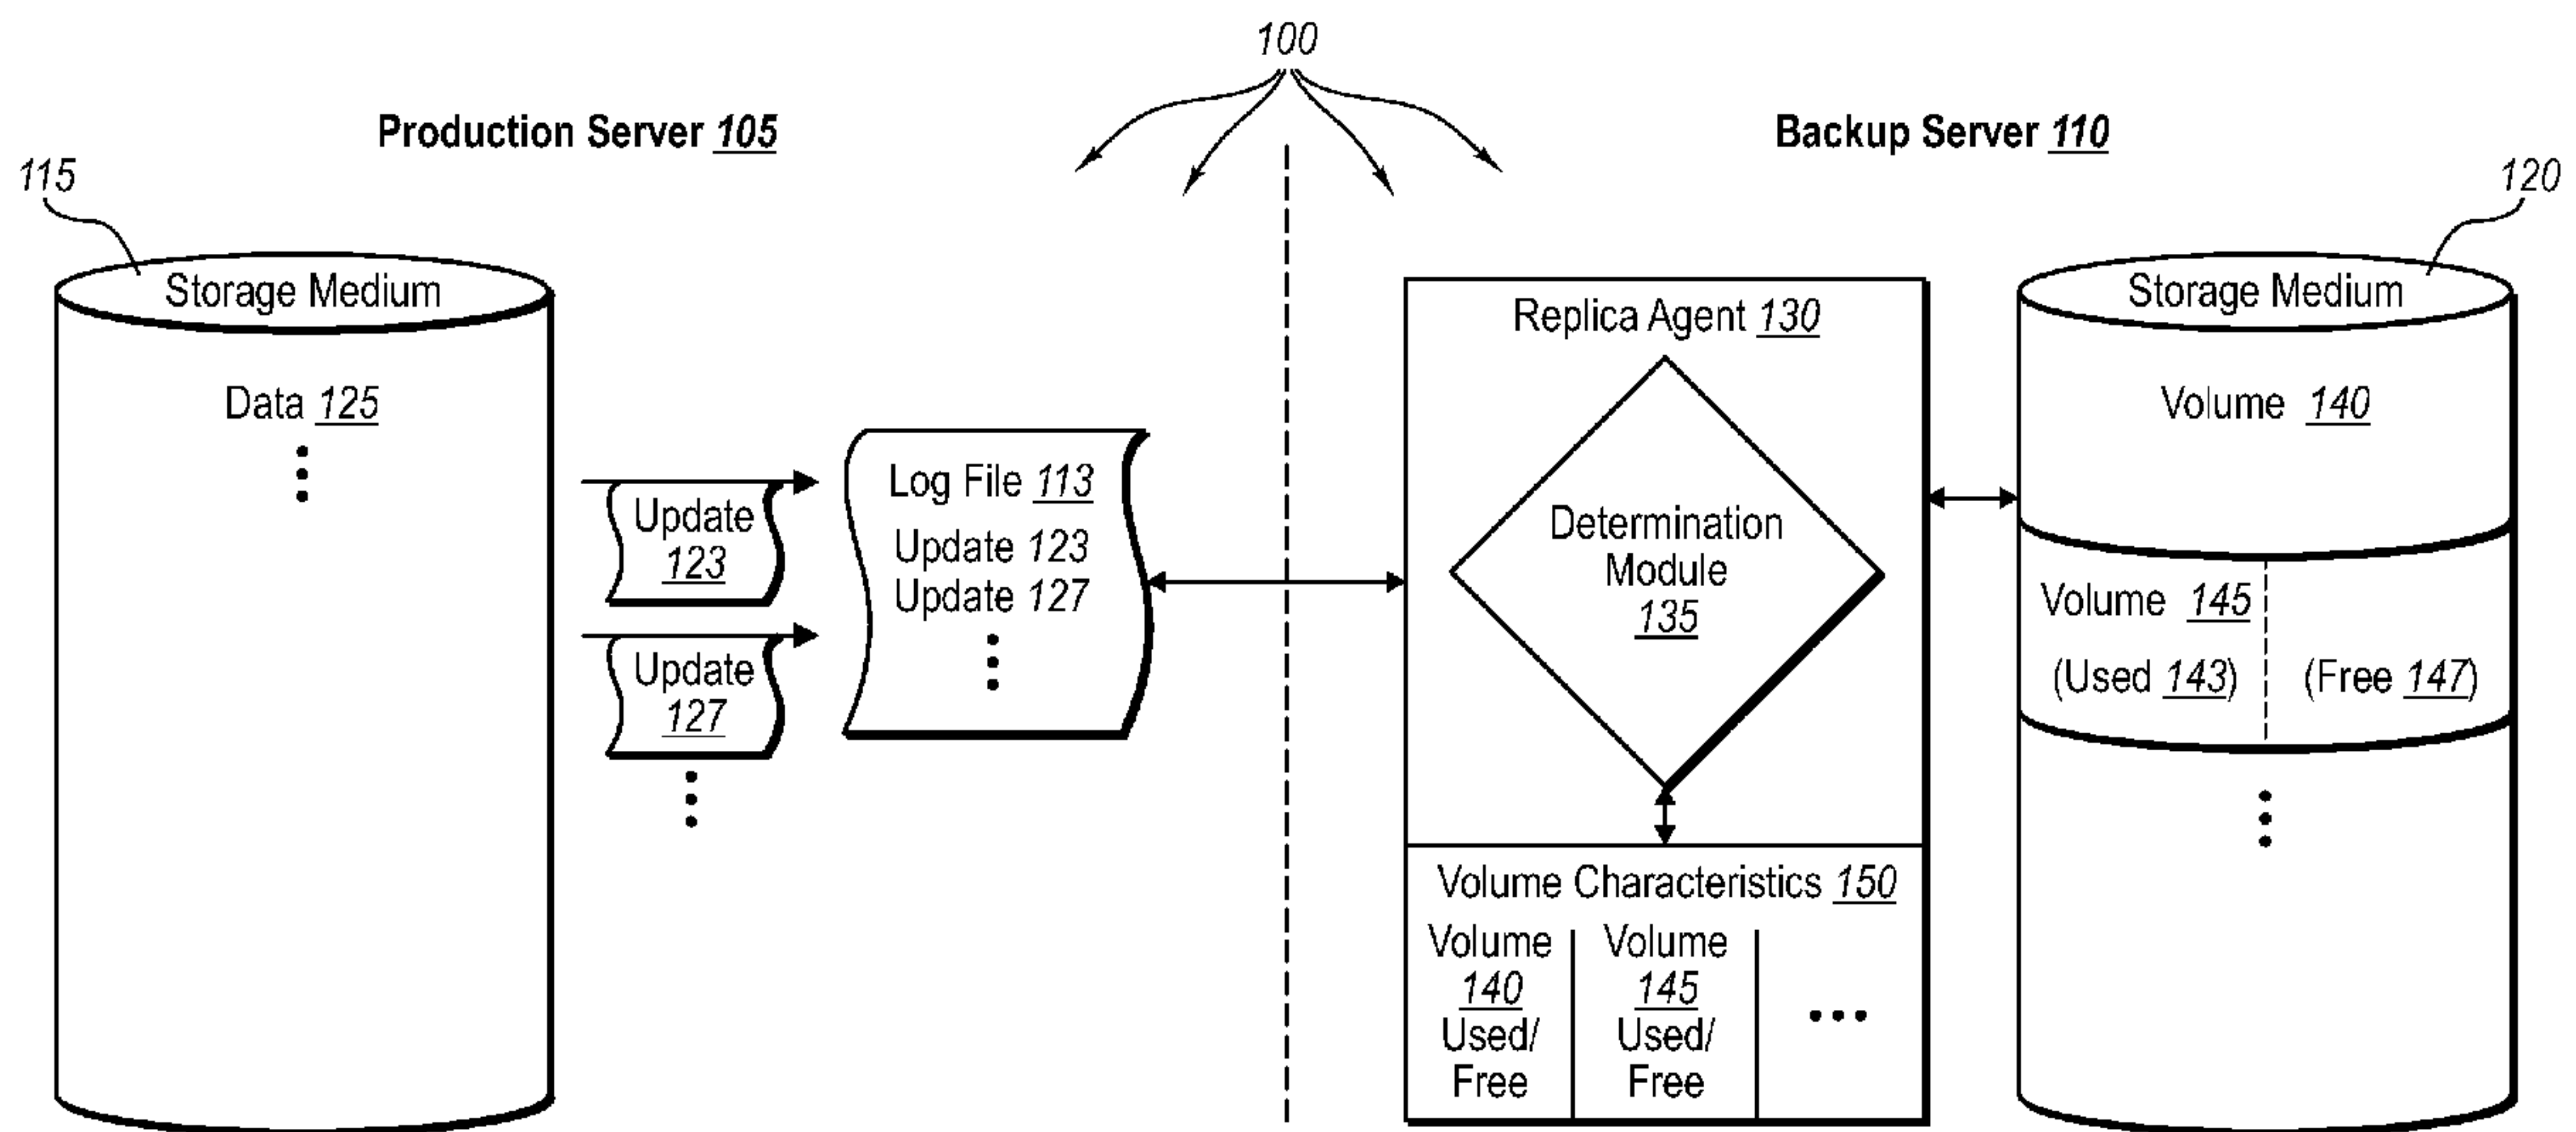 100
Production Server 105
Backup Server 110
115
120
Storage Medium
Data 125
Update
123
Update
127
Log File 113
Update 123
Update 127
Replica Agent 130
Determination
Module
135
Volume Characteristics 150
Volume
140
Used/
Free
Volume
145
Used/
Free
Storage Medium
Volume 140
Volume 145
(Used 143)
(Free 147)